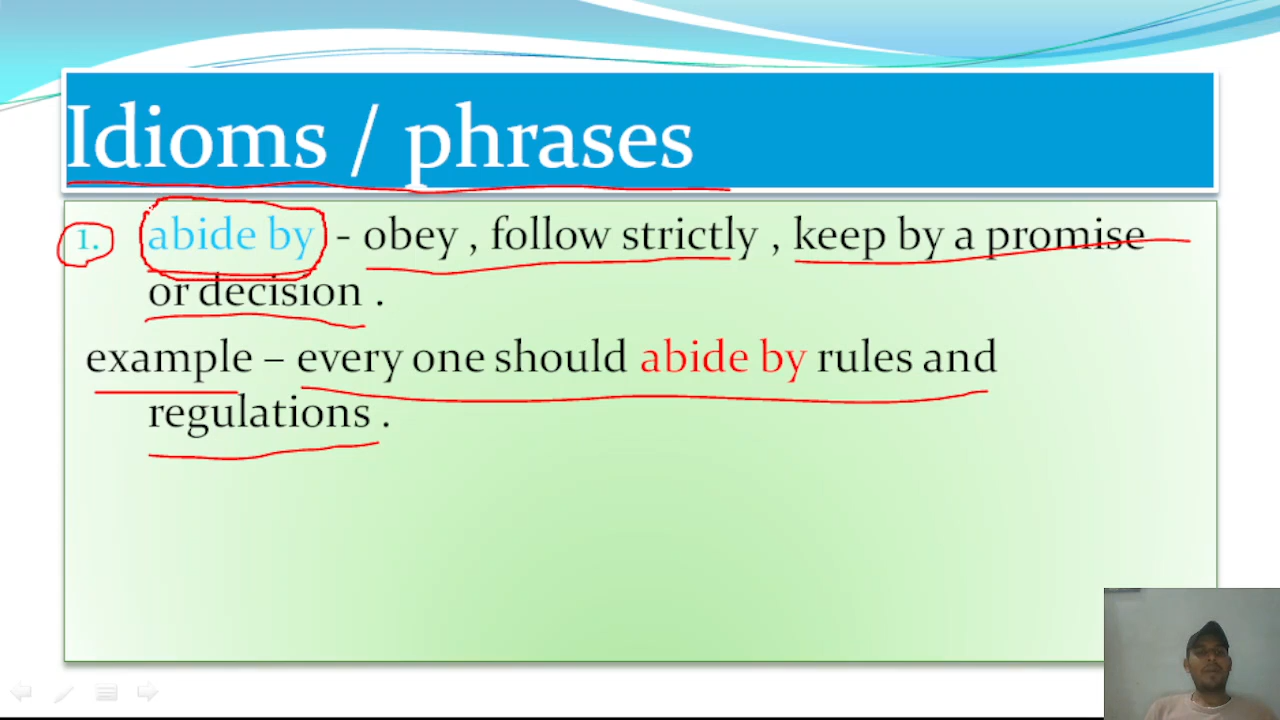 Idioms / phrases
1. abide by - obey , follow strictly , keep by a promise
or decision .
example – every one should abide by rules and
regulations .